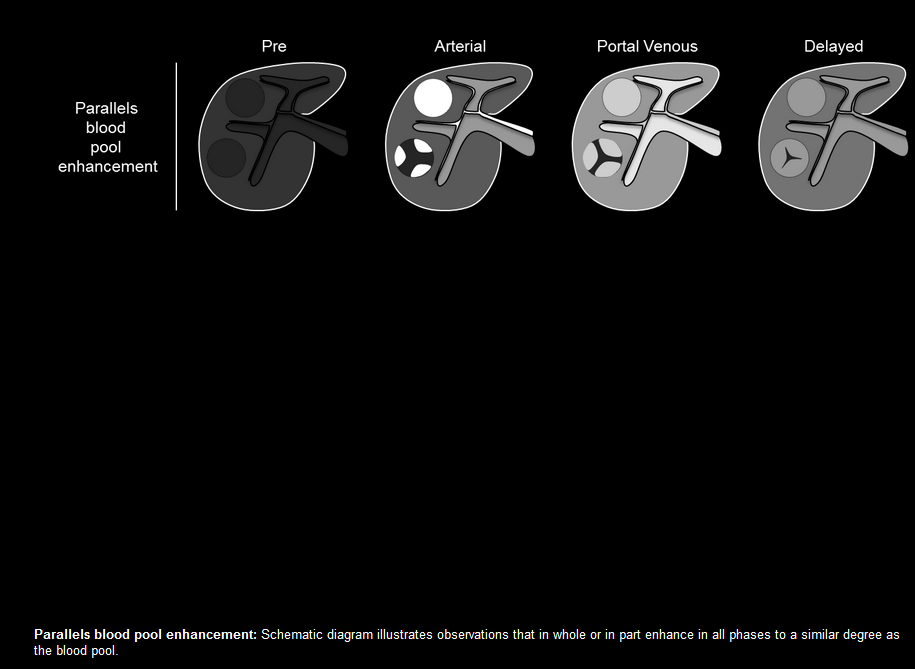 Pre Arterial Portal Venous Delayed
Parallels
blood
pool
enhancement
Parallels blood pool enhancement: Schematic diagram illustrates observations that in whole or in part enhance in all phases to a similar degree as
the blood pool.